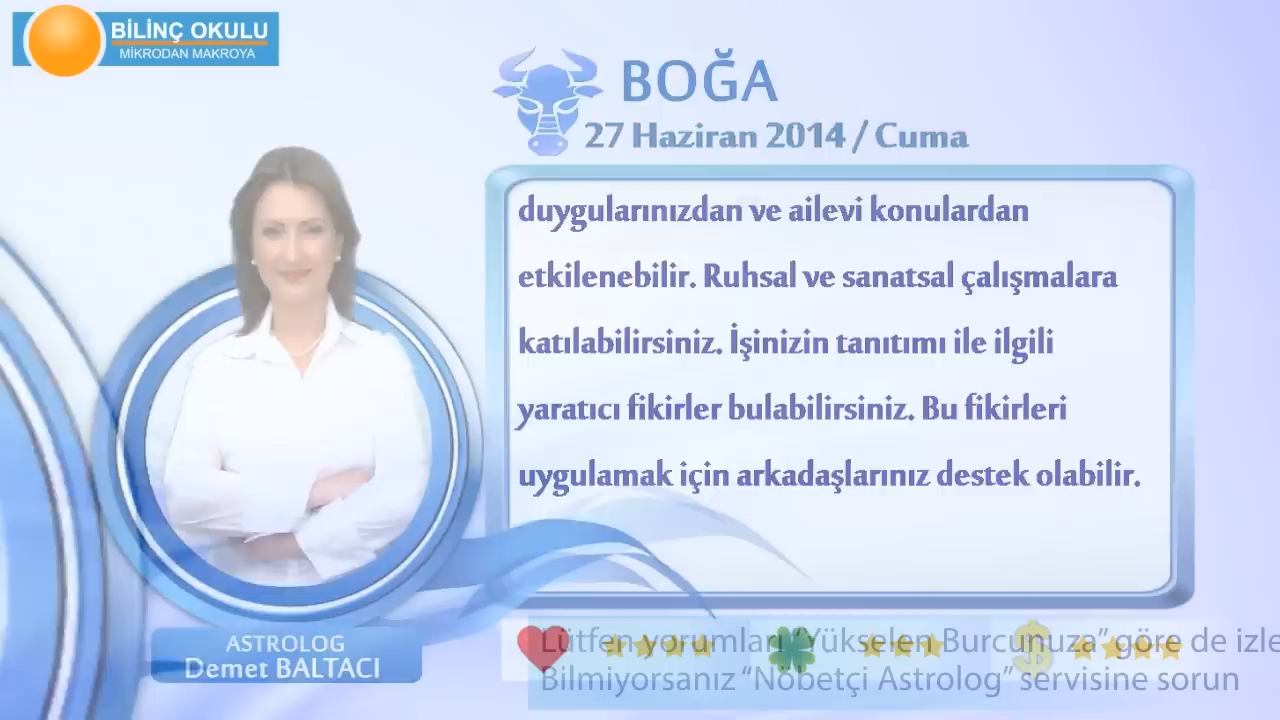 BİLİNÇ OKULU
MİKRODAN MAKROYA
BOĞA
27 Haziran 2014 / Cuma
duygularınızdan ve ailevi konulardan
etkilenebilir. Ruhsal ve sanatsal çalışmalara
katılabilirsiniz. İşinizin tanıtımı ile ilgili
yaratıcı fikirler bulabilirsiniz. Bu fikirleri
uygulamak için arkadaşlarınız destek olabilir.
ASTROLOG
Demet BALTACI
Lütfen yorumları “Yükselen Burcunuza” göre de izle
Bilmiyorsanız “Nöbetçi Astrolog” servisine sorun